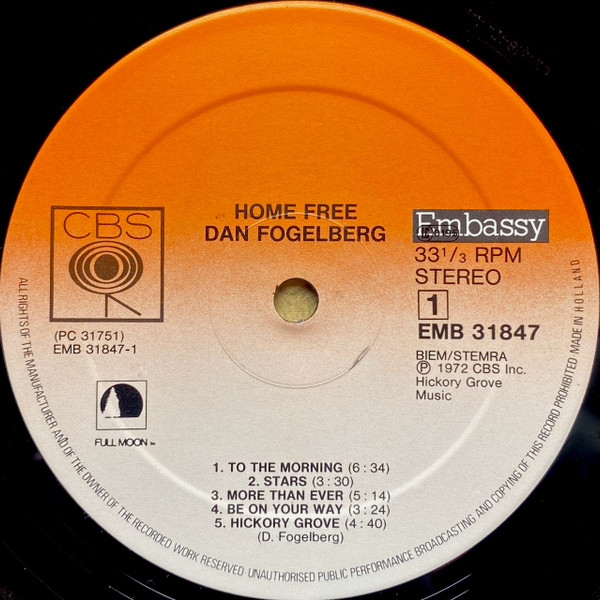 HOME FREE
DAN FOGELBERG
CBS
(PC 31751)
EMB 31847-1
FULL MOON
Embassy
33 1/3 RPM
STEREO
1
EMB 31847
BIEM/STEMRA
Ⓟ 1972 CBS Inc.
Hickory Grove
Music
1. TO THE MORNING (6 : 34)
2. STARS (3 : 30)
3. MORE THAN EVER (5 : 14)
4. BE ON YOUR WAY (3 : 24)
5. HICKORY GROVE (4 : 40)
(D. Fogelberg)
ALL RIGHTS OF THE MANUFACTURER AND OF THE OWNER OF THE RECORDED WORK RESERVED UNAUTHORISED PUBLIC PERFORMANCE BROADCASTING AND COPYING OF THIS RECORD PROHIBITED MADE IN HOLLAND